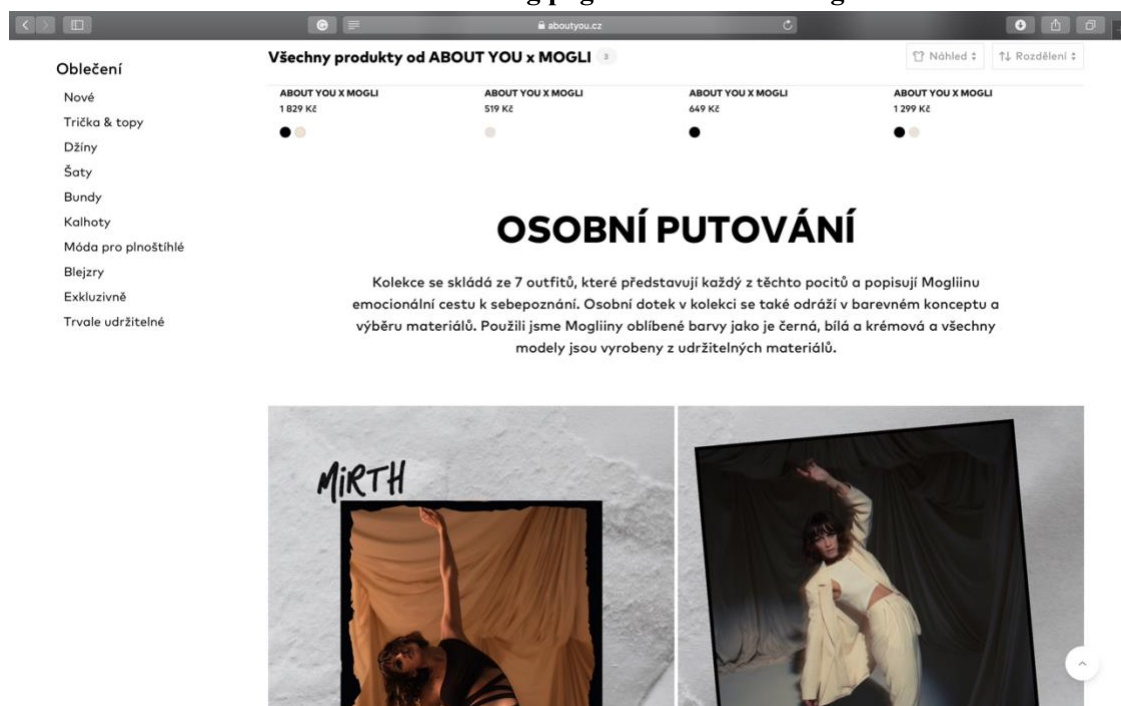 aboutyou.cz
Oblečení
Nové
Trička & topy
Džíny
Šaty
Bundy
Kalhoty
Móda pro plnoštíhlé
Blejzry
Exkluzivně
Trvale udržitelné
Všechny produkty od ABOUT YOU x MOGLI 3
Náhled
Rozdělení
ABOUT YOU X MOGLI
1 829 Kč
ABOUT YOU X MOGLI
519 Kč
ABOUT YOU X MOGLI
649 Kč
ABOUT YOU X MOGLI
1 299 Kč
OSOBNÍ PUTOVÁNÍ
Kolekce se skládá ze 7 outfitů, které představují každý z těchto pocitů a popisují Mogliinu
emocionální cestu k sebepoznání. Osobní dotek v kolekci se také odráží v barevném konceptu a
výběru materiálů. Použili jsme Mogliiny oblíbené barvy jako je černá, bílá a krémová a všechny
modely jsou vyrobeny z udržitelných materiálů.
MiRTH